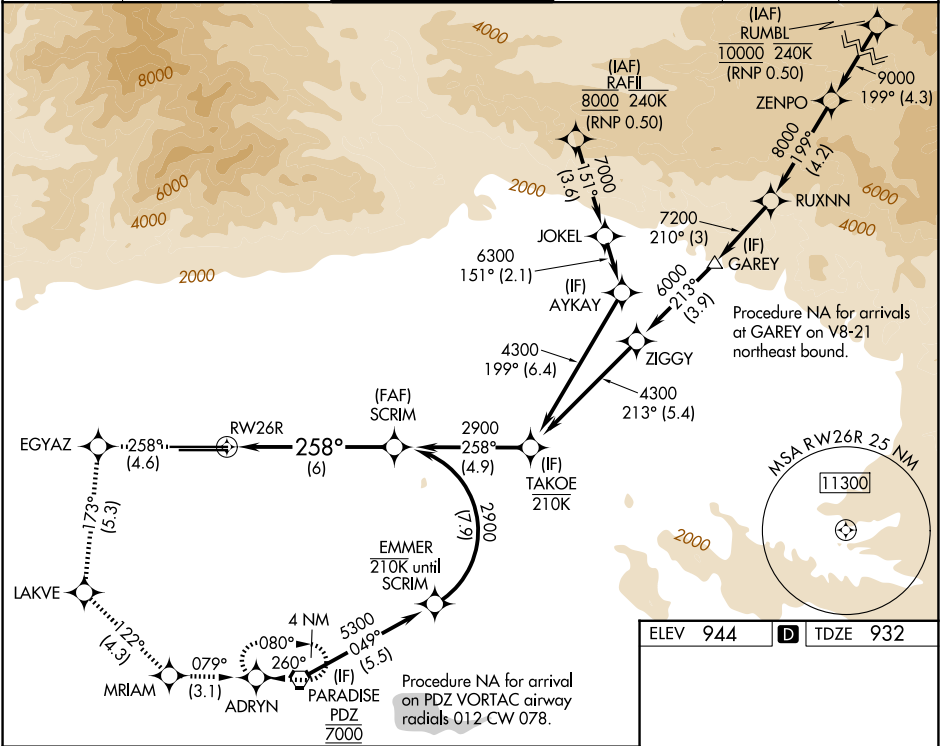 (IAF)
RUMBL
10000 240K
(RNP 0.50)
9000
199° (4.3)
ZENPO
8000
199°
(4.2)
RUXNN
7200
210° (3)
(IF)
GAREY
6000
213°
(3.9)
ZIGGY
4300
213° (5.4)
Procedure NA for arrivals
at GAREY on V8-21
northeast bound.
(IAF)
RAFII
8000 240K
(RNP 0.50)
7000
151°
(3.6)
JOKEL
6300
151° (2.1)
(IF)
AYKAY
4300
199° (6.4)
4000
8000
6000
4000
2000
2000
6000
4000
2000
(IF)
TAKOE
210K
2900
258°
(4.9)
(FAF)
SCRIM
258°
(6)
RW26R
258°
(4.6)
EGYAZ
173°
(5.3)
LAKVE
122°
(4.3)
MRIAM
079°
(3.1)
ADRYN
080°
260°
4 NM
(IF)
PARADISE
PDZ
7000
5300
049°
(5.5)
EMMER
210K until
SCRIM
2900
(7.9)
Procedure NA for arrival
on PDZ VORTAC airway
radials 012 CW 078.
MSA RW26R 25 NM
11300
ELEV 944 D TDZE 932